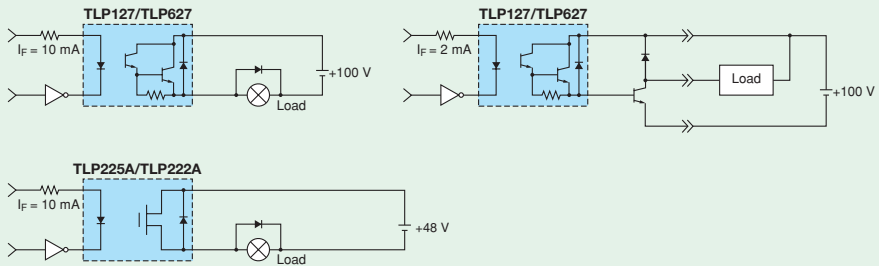 TLP127/TLP627
IF = 10 mA
+100 V
Load
TLP127/TLP627
IF = 2 mA
Load
+100 V
TLP225A/TLP222A
IF = 10 mA
+48 V
Load